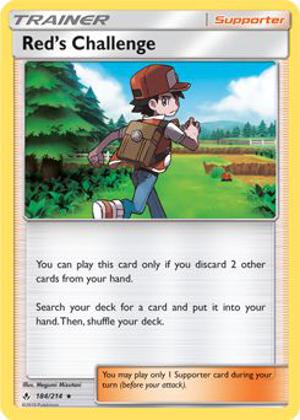 TRAINER
Supporter
Red's Challenge
You can play this card only if you discard 2 other
cards from your hand.
Search your deck for a card and put it into your
hand. Then, shuffle your deck.
You may play only 1 Supporter card during your
turn (before your attack).
Illus. Megumi Mizutani
184/214 ★
©2019 Pokémon